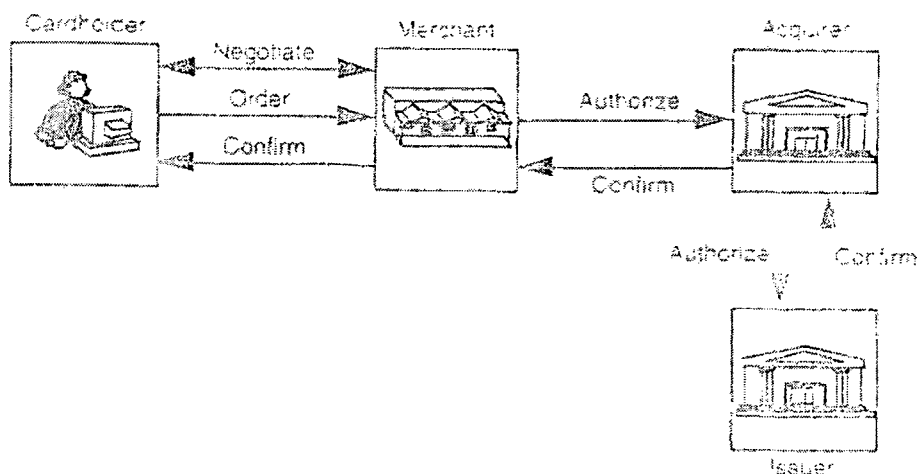 Cardholder
Merchant
Acquirer
Negotiate
Order
Authorize
Confirm
Confirm
Authorize
Confirm
Issuer